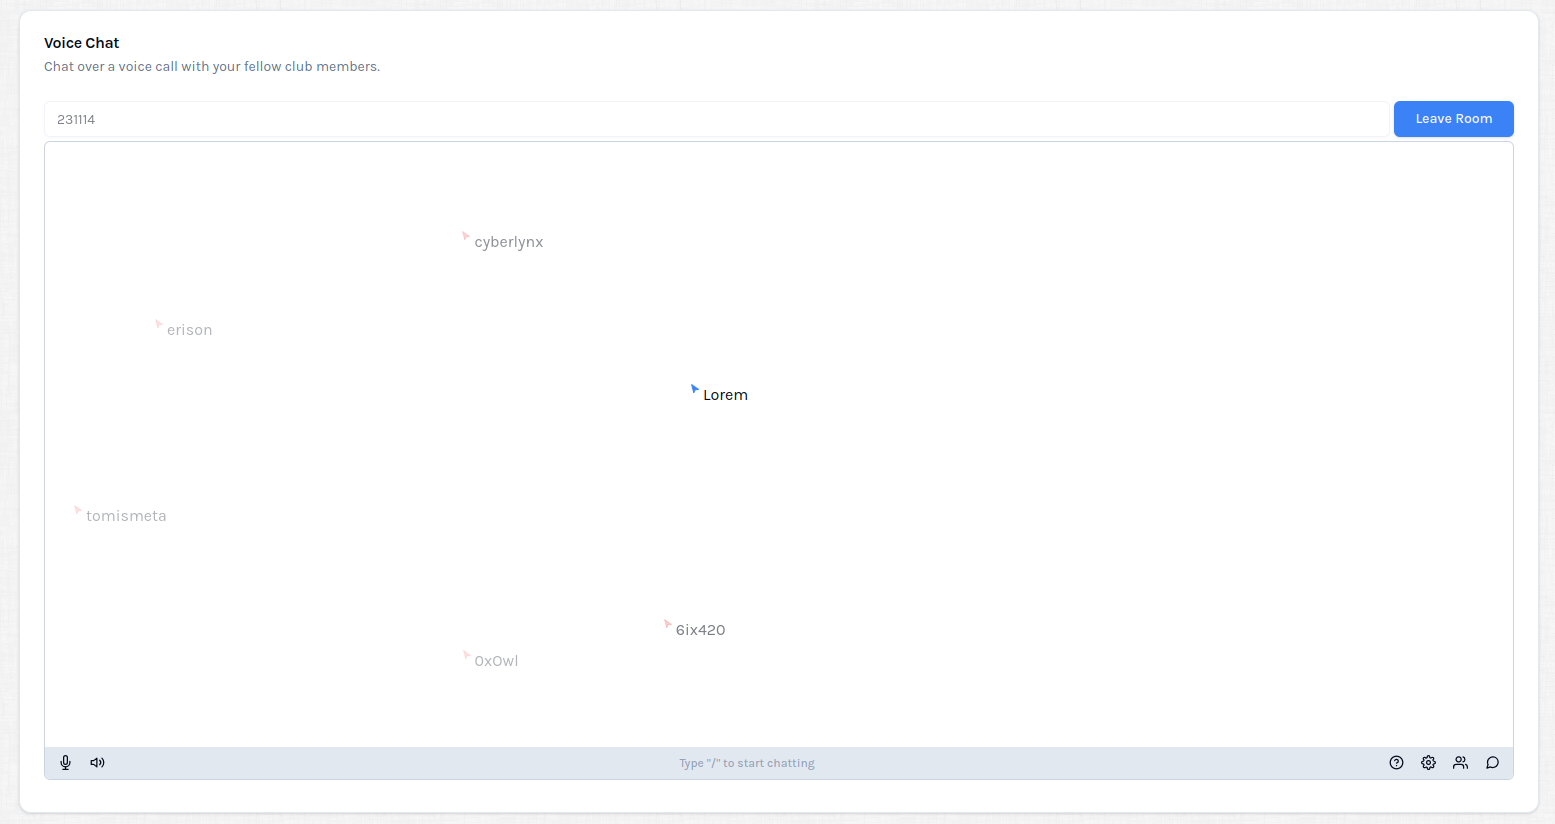 Voice Chat
Chat over a voice call with your fellow club members.
231114
Leave Room
cyberlynx
erison
Lorem
tomismeta
6ix420
0xOwl
Type "/" to start chatting